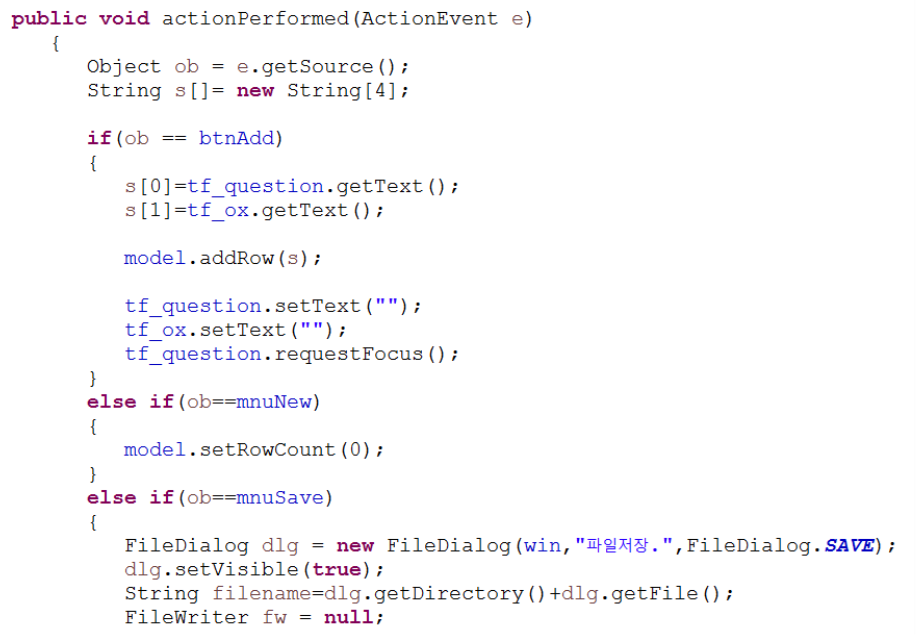 public void actionPerformed(ActionEvent e)
{
Object ob = e.getSource();
String s[]= new String[4];
if(ob == btnAdd)
{
s[0]=tf_question.getText();
s[1]=tf_ox.getText();
model.addRow(s);
tf_question.setText("");
tf_ox.setText("");
tf_question.requestFocus();
}
else if(ob==mnuNew)
{
model.setRowCount(0);
}
else if(ob==mnuSave)
{
FileDialog dlg = new FileDialog(win,"파일저장.",FileDialog.SAVE);
dlg.setVisible(true);
String filename=dlg.getDirectory()+dlg.getFile();
FileWriter fw = null;